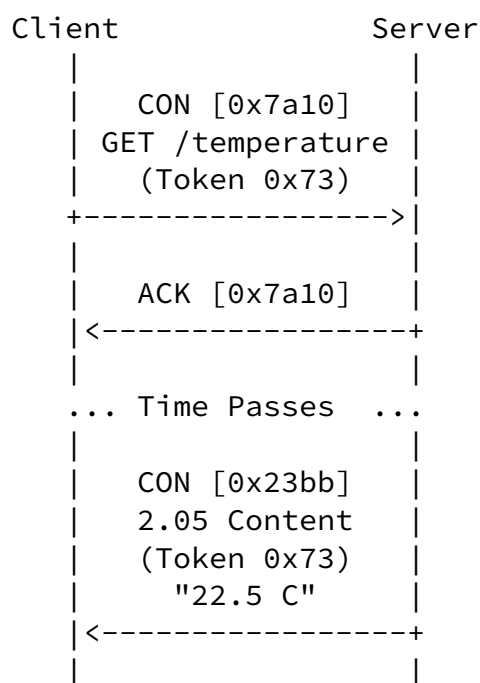 Client Server
CON [0x7a10]
GET /temperature
(Token 0x73)
ACK [0x7a10]
... Time Passes ...
CON [0x23bb]
2.05 Content
(Token 0x73)
"22.5 C"